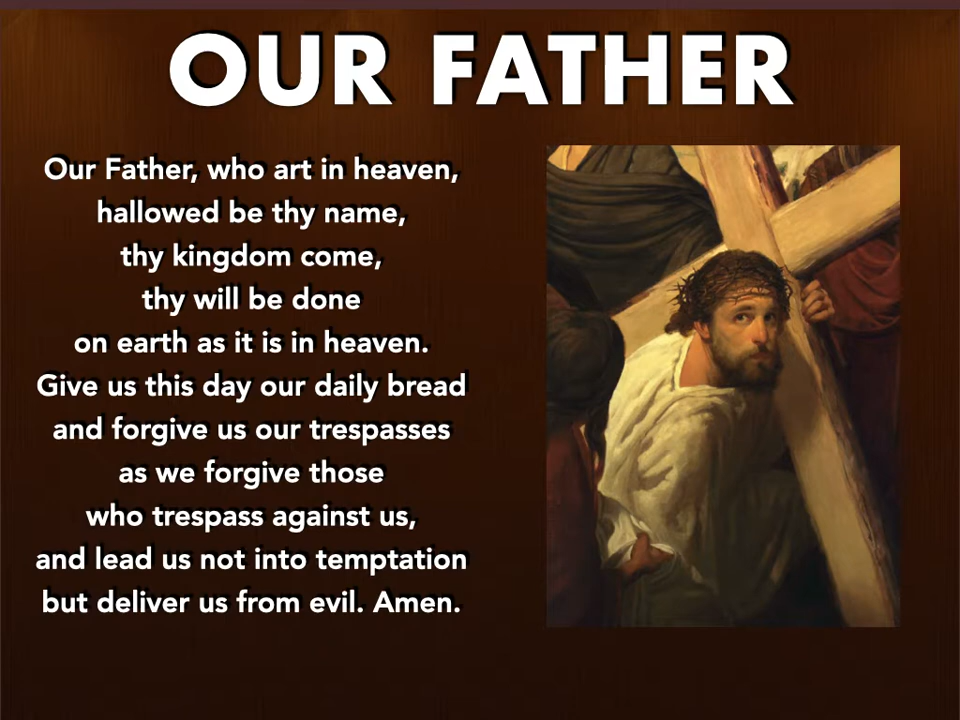 OUR FATHER
Our Father, who art in heaven,
hallowed be thy name,
thy kingdom come,
thy will be done
on earth as it is in heaven.
Give us this day our daily bread
and forgive us our trespasses
as we forgive those
who trespass against us,
and lead us not into temptation
but deliver us from evil. Amen.